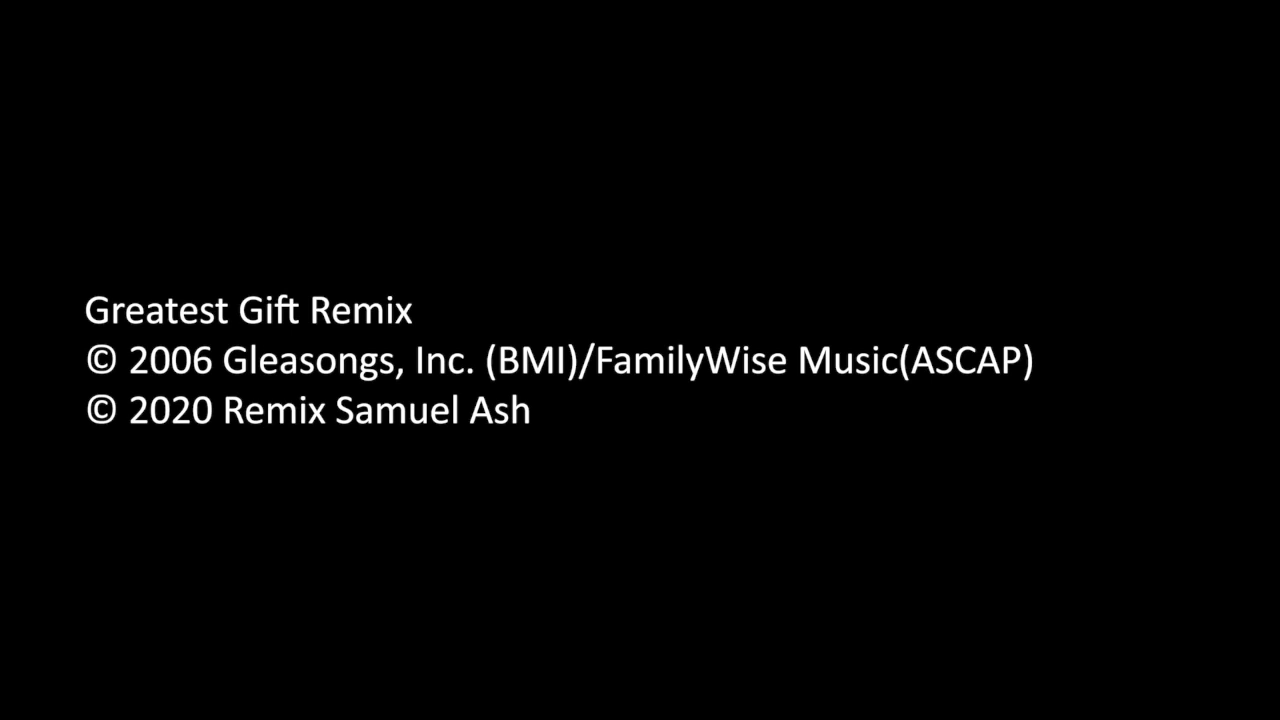 Greatest Gift Remix
© 2006 Gleasongs, Inc. (BMI)/FamilyWise Music(ASCAP)
© 2020 Remix Samuel Ash